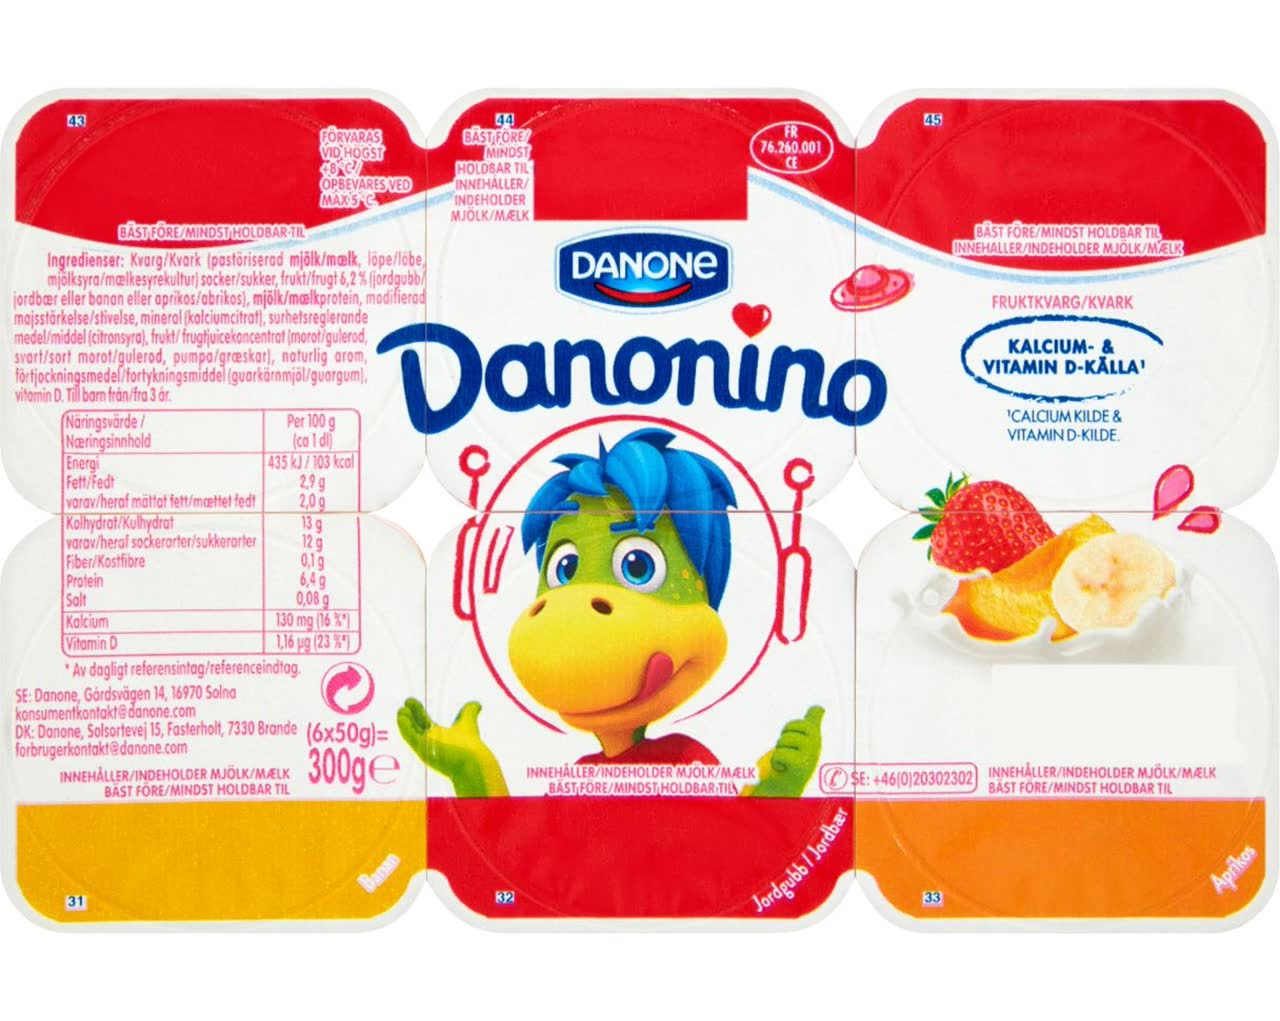 43
FÖRVARAS
VID HÖGST
+8°C/
OPBEVARES VED
MAX 5°C.
BÄST FÖRE/MINDST HOLDBAR TIL
Ingredienser: Kvarg/Kvark (pastöriserad mjölk/mælk, löpe/løbe,
mjölksyra/mælkesyrekultur) socker/sukker, frukt/frugt 6,2 % (jordgubb/
jordbær eller banan eller aprikos/abrikos), mjölk/mælkprotein, modifierad
majsstärkelse/stivelse, mineral (kalciumcitrat), surhetsreglerande
medel/middel (citronsyra), frukt/ frugtjuicekoncentrat (morot/gulerod,
svart/sort morot/gulerod, pumpa/græskar), naturlig arom,
förtjockningsmedel/fortykningsmiddel (guarkärnmjöl/guargum),
vitamin D. Till barn från/fra 3 år.
Näringsvärde / Per 100 g
Næringsinnhold (ca 1 dl)
Energi 435 kJ / 103 kcal
Fett/Fedt 2,9 g
varav/heraf mättat fett/mættet fedt 2,0 g
Kolhydrat/Kulhydrat 13 g
varav/heraf sockerarter/sukkerarter 12 g
Fiber/Kostfibre 0,1 g
Protein 6,4 g
Salt 0,08 g
Kalcium 130 mg (16 %*)
Vitamin D 1,16 µg (23 %*)
* Av dagligt referensintag/referenceindtag.
SE: Danone, Gårdsvägen 14, 16970 Solna
konsumentkontakt@danone.com
DK: Danone, Solsortevej 15, Fasterholt, 7330 Brande
forbrugerkontakt@danone.com
(6x50g)=
300g e
INNEHÅLLER/INDEHOLDER MJÖLK/MÆLK
BÄST FÖRE/MINDST HOLDBAR TIL
Banan
31
44
BÄST FÖRE/
MINDST
HOLDBAR TIL
INNEHÅLLER/
INDEHOLDER
MJÖLK/MÆLK
FR
76.260.001
CE
DANONE
Danonino
INNEHÅLLER/INDEHOLDER MJÖLK/MÆLK
BÄST FÖRE/MINDST HOLDBAR TIL
Jordgubb / Jordbær
32
45
BÄST FÖRE/MINDST HOLDBAR TIL
INNEHÅLLER/INDEHOLDER MJÖLK/MÆLK
FRUKTKVARG/KVARK
KALCIUM- &
VITAMIN D-KÄLLA¹
¹CALCIUM KILDE &
VITAMIN D-KILDE.
SE: +46(0)20302302
INNEHÅLLER/INDEHOLDER MJÖLK/MÆLK
BÄST FÖRE/MINDST HOLDBAR TIL
Aprikos
33